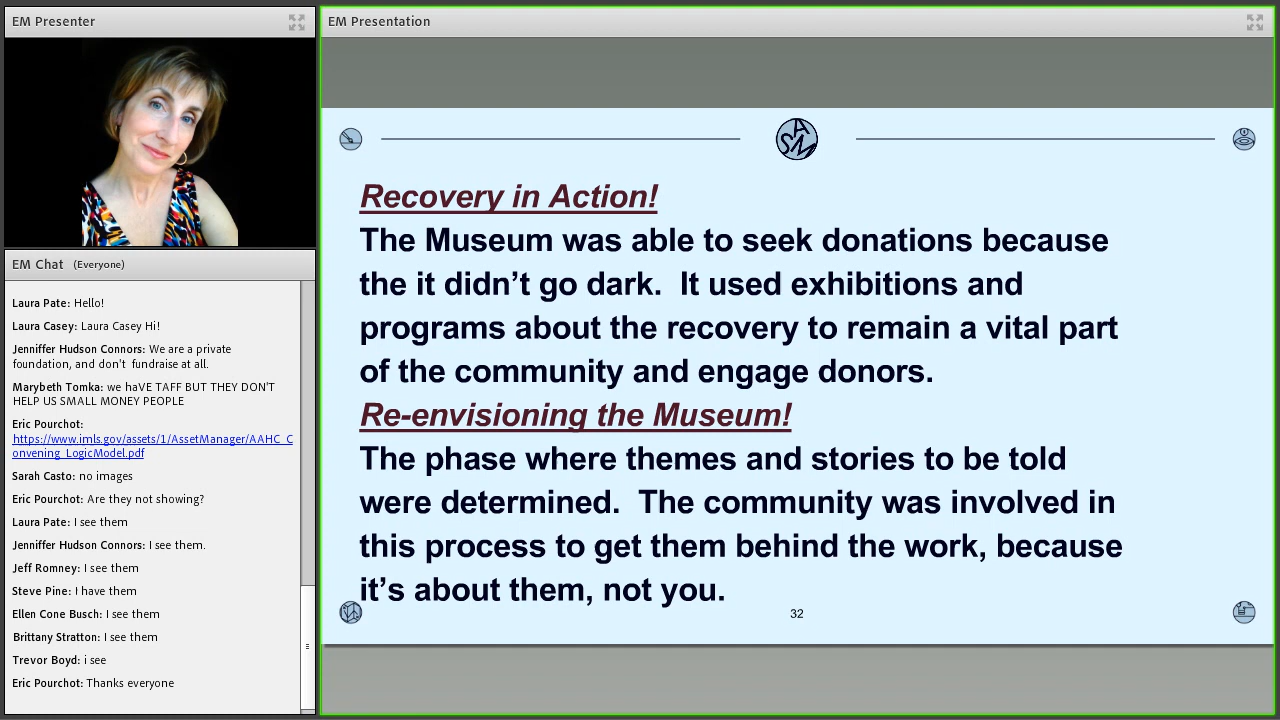 EM Presenter
EM Presentation
EM Chat (Everyone)
Laura Pate: Hello!
Laura Casey: Laura Casey Hi!
Jenniffer Hudson Connors: We are a private
foundation, and don't fundraise at all.
Marybeth Tomka: we haVE TAFF BUT THEY DON'T
HELP US SMALL MONEY PEOPLE
Eric Pourchot:
https://www.imls.gov/assets/1/AssetManager/AAHC_C
onvening_LogicModel.pdf
Sarah Casto: no images
Eric Pourchot: Are they not showing?
Laura Pate: I see them
Jenniffer Hudson Connors: I see them.
Jeff Romney: I see them
Steve Pine: I have them
Ellen Cone Busch: I see them
Brittany Stratton: I see them
Trevor Boyd: i see
Eric Pourchot: Thanks everyone
ASM
Recovery in Action!
The Museum was able to seek donations because
the it didn’t go dark.  It used exhibitions and
programs about the recovery to remain a vital part
of the community and engage donors.
Re-envisioning the Museum!
The phase where themes and stories to be told
were determined.  The community was involved in
this process to get them behind the work, because
it’s about them, not you.
32